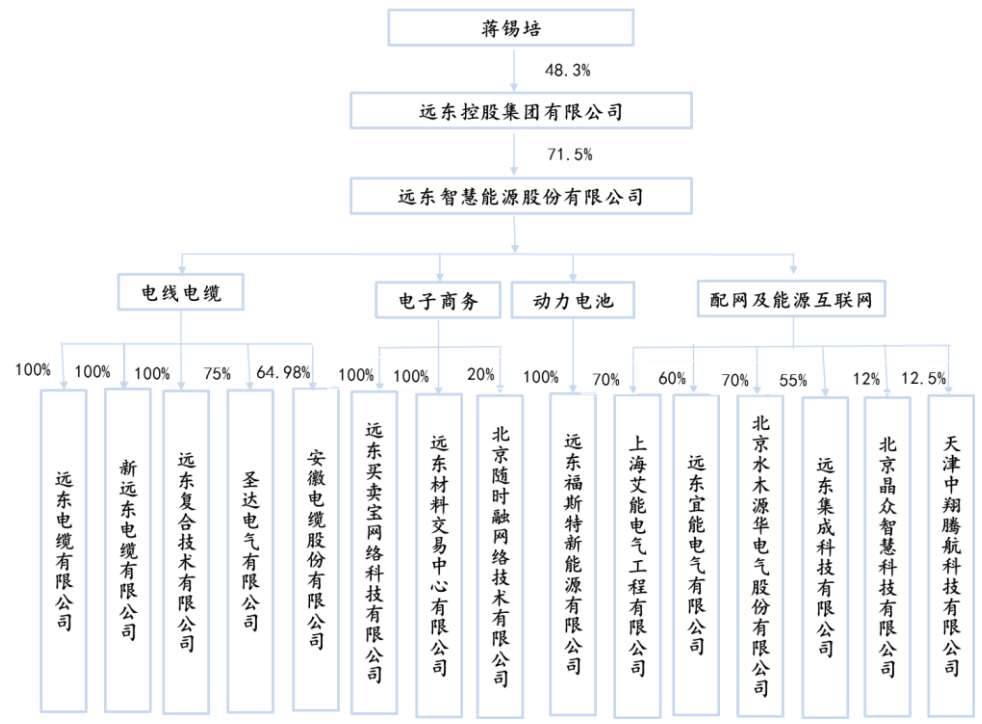 蒋锡培
48.3%
远东控股集团有限公司
71.5%
远东智慧能源股份有限公司
电线电缆
电子商务
动力电池
配网及能源互联网
100%
100%
100%
75%
64.98%
100%
100%
20%
100%
70%
60%
70%
55%
12%
12.5%
远东电缆有限公司
新远东电缆有限公司
远东复合技术有限公司
圣达电气有限公司
安徽电缆股份有限公司
远东买卖宝网络科技有限公司
远东材料交易中心有限公司
北京随时融网络技术有限公司
远东福斯特新能源有限公司
上海艾能电气工程有限公司
远东宜能电气有限公司
北京水木源华电气股份有限公司
远东集成科技有限公司
北京晶众智慧科技有限公司
天津中翔腾航科技有限公司